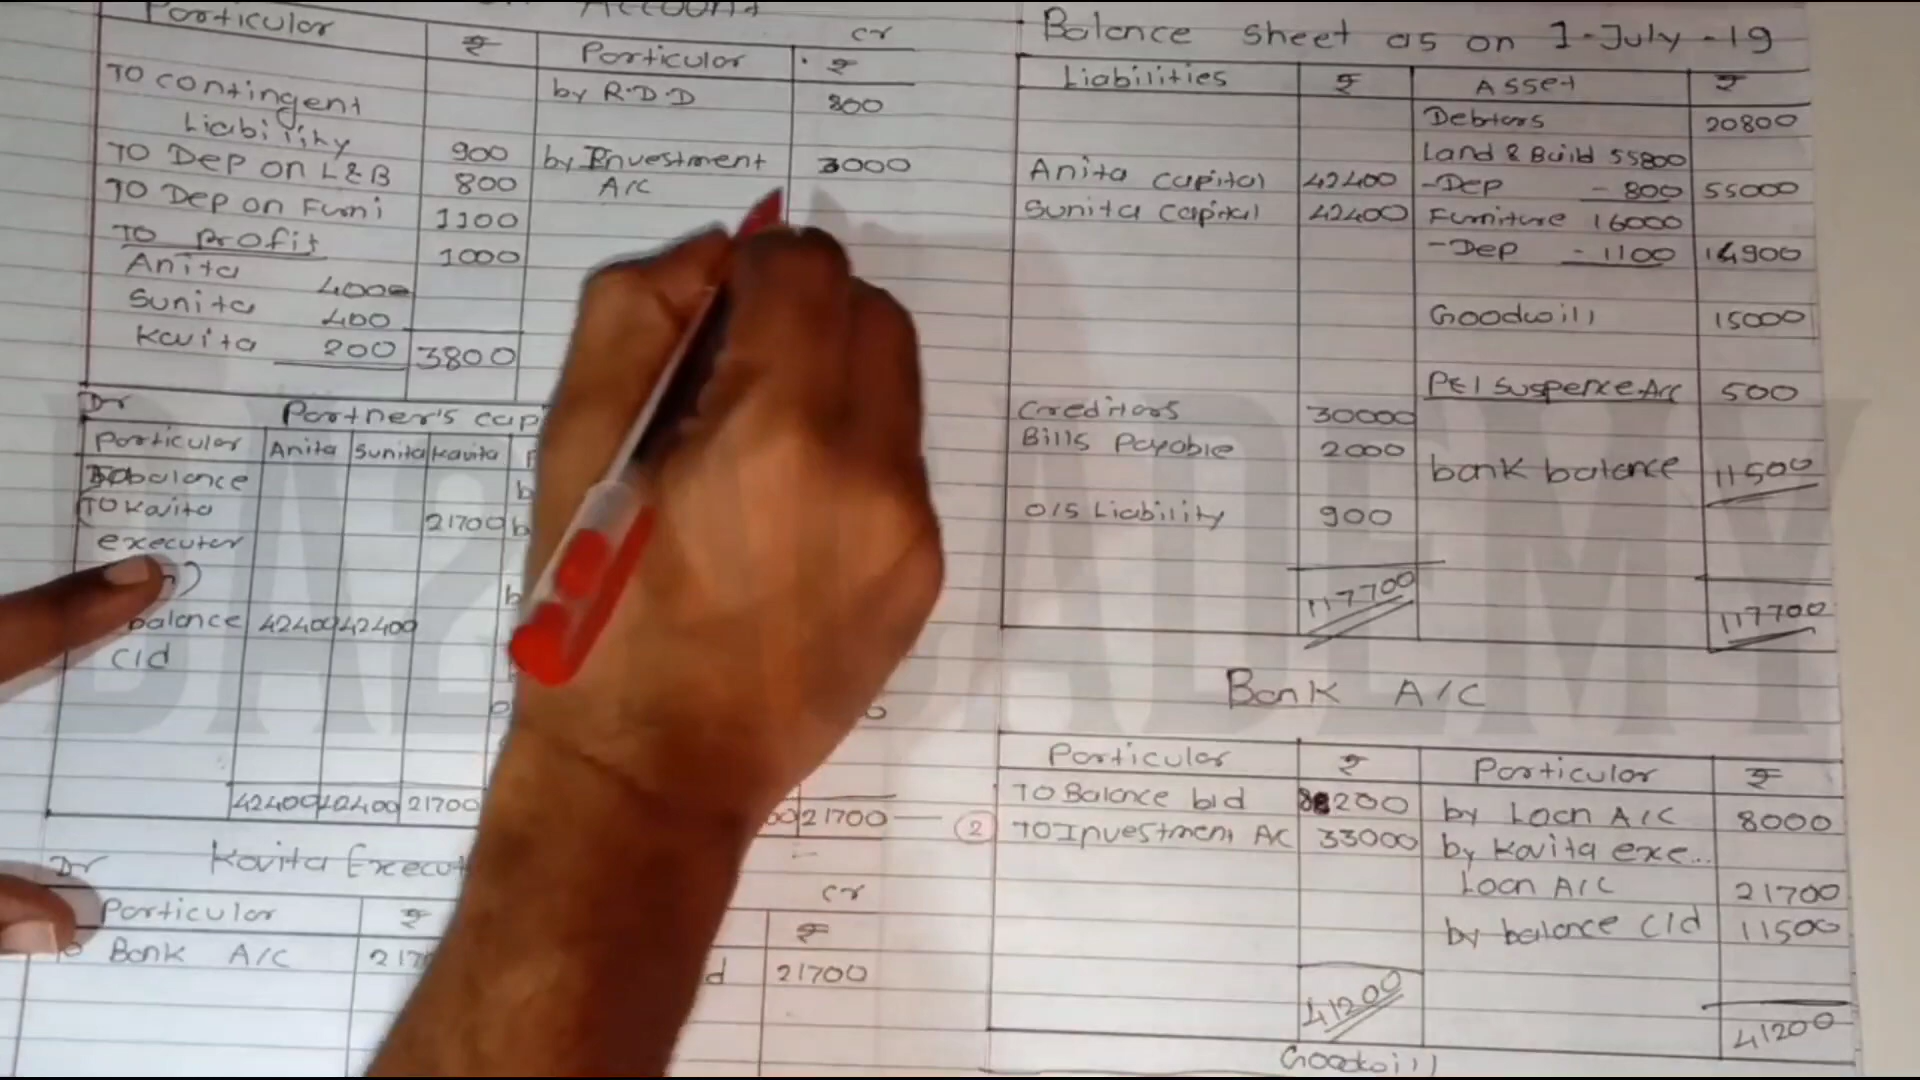 Account
cr
Particular ₹ Particular ₹
To contingent
Liability 900
by R.D.D 800
To Dep on L&B 800
by Investment A/C 3000
To Dep on Furni 1100
To Profit 1000
Anita 400
Sunita 400
Kavita 200
3800
Dr
Partner's cap
Particular Anita Sunita Kavita
balance
To Kavita
executer 21700
balance 42400 42400
c/d
42400 42400 21700
21700
Dr Kavita Execut
cr
Particular ₹ ₹
Bank A/C 217
d 21700
Balance sheet as on 1-July-19
Liabilities ₹ Asset ₹
Debtors 20800
Land & Build 55800
Anita Capital 42400 -Dep -800 55000
Sunita Capital 42400 Furniture 16000
-Dep -1100 14900
Goodwill 15000
P&l Suspence Acc 500
Creditors 30000
Bills Payable 2000 bank balance 11500
O/s Liability 900
117700 117700
Bank A/C
Particular ₹ Particular ₹
To Balance b/d 8200 by Loan A/C 8000
2 To Investment AC 33000 by Kavita exe...
Loan A/C 21700
by balance c/d 11500
41200 41200
Goodwill